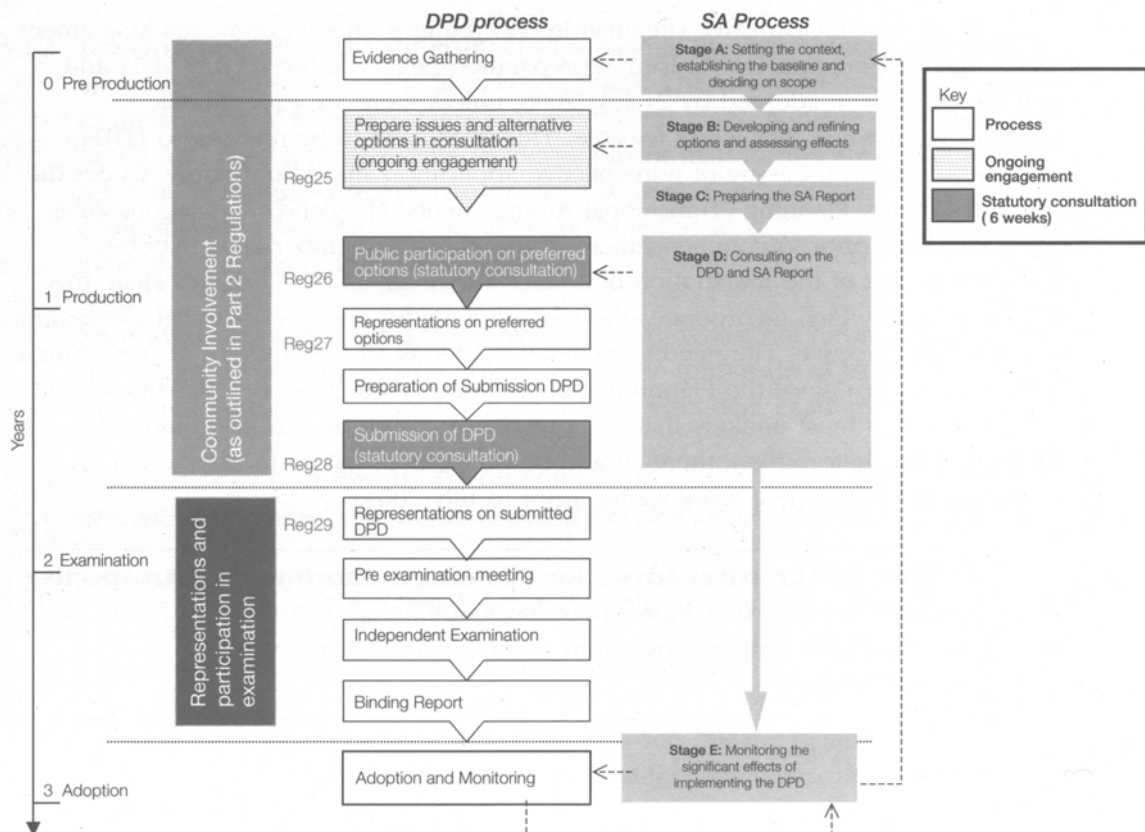 DPD process
SA Process
Evidence Gathering
Stage A: Setting the context,
establishing the baseline and
deciding on scope
0 Pre Production
Key
Process
Ongoing
engagement
Statutory consultation
( 6 weeks)
Prepare issues and alternative
options in consultation
(ongoing engagement)
Reg25
Stage B: Developing and refining
options and assessing
effects
Stage C: Preparing the SA Report
Public participation on preferred
options (statutory consultation)
Reg26
Stage D: Consulting on the
DPD and SA Report
1 Production
Representations on preferred
options
Reg27
Preparation of Submission DPD
Submission of DPD
(statutory consultation)
Reg28
Community Involvement
(as outlined in Part 2 Regulations)
Years
Representations on submitted
DPD
Reg29
2 Examination
Pre examination meeting
Independent Examination
Binding Report
Representations and
participation in
examination
Adoption and Monitoring
Stage E: Monitoring the
significant effects of
implementing the DPD
3 Adoption